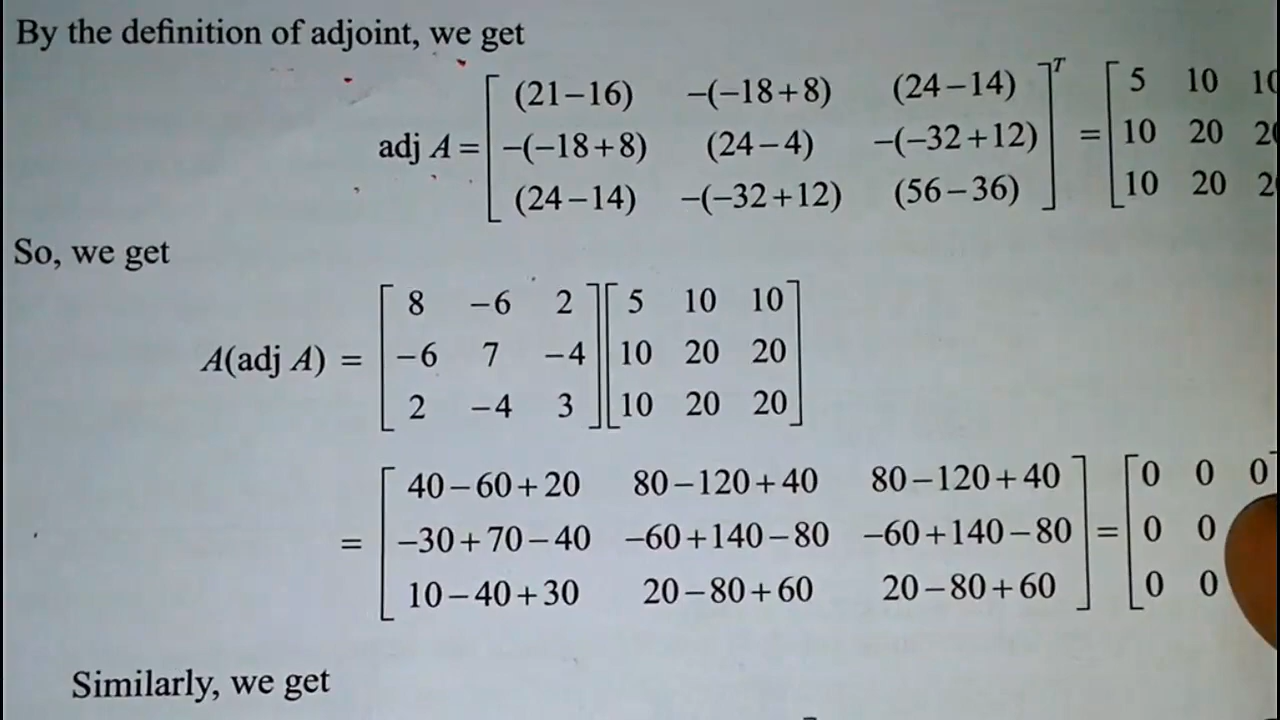 By the definition of adjoint, we get
adj A = [ (21−16) −(−18+8) (24−14) ]ᵀ = [ 5 10
−(−18+8) (24−4) −(−32+12) 10 20
(24−14) −(−32+12) (56−36) 10 20
So, we get
A(adj A) = [ 8 −6 2 ] [ 5 10 10 ]
−6 7 −4 10 20 20
2 −4 3 10 20 20
= [ 40−60+20 80−120+40 80−120+40 ] = [ 0 0 0
−30+70−40 −60+140−80 −60+140−80 0 0
10−40+30 20−80+60 20−80+60 0 0
Similarly, we get